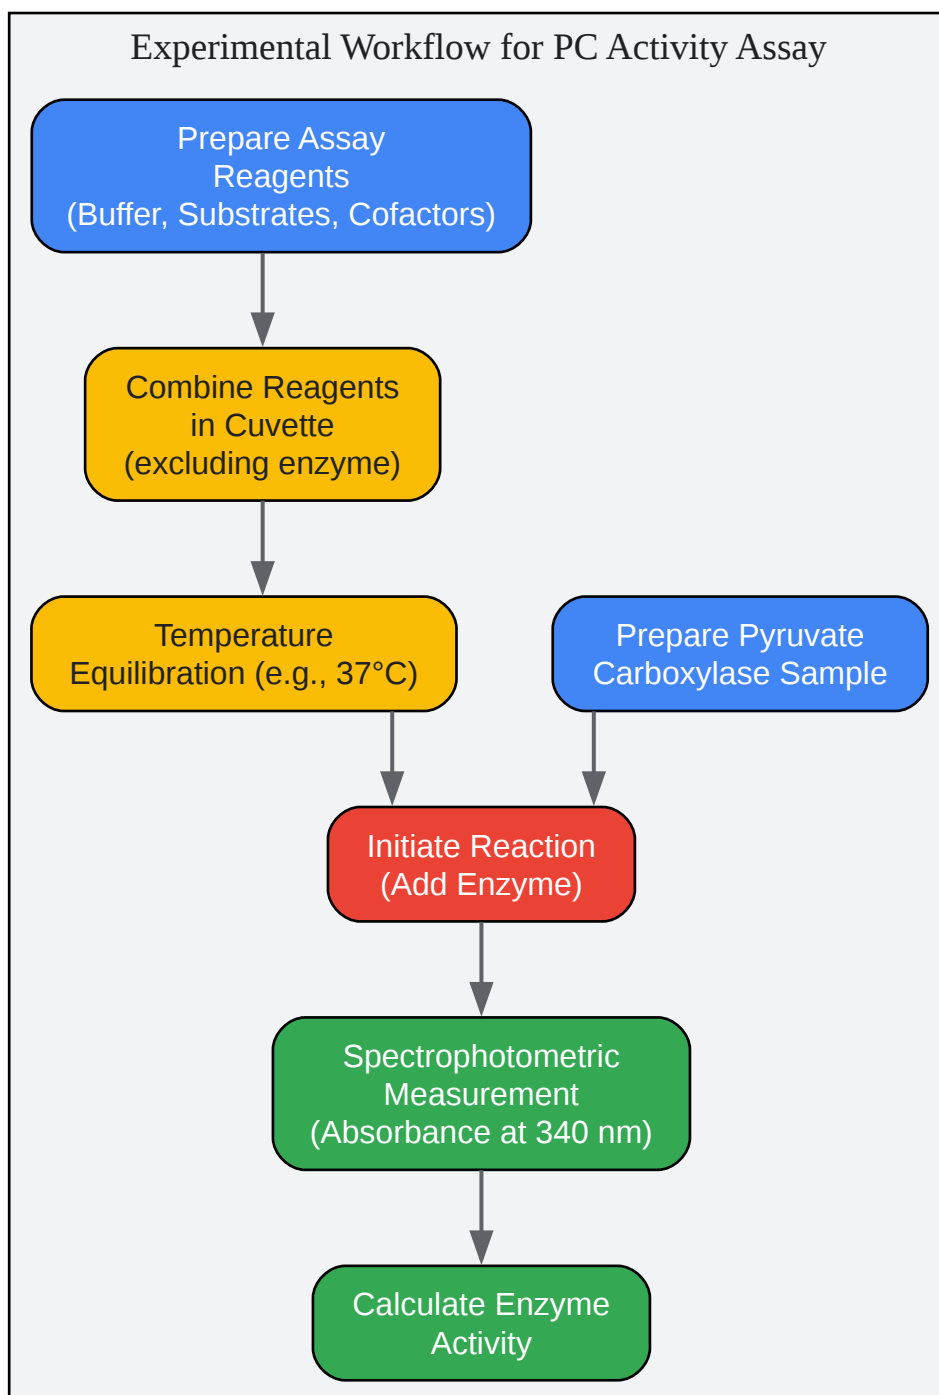 Experimental Workflow for PC Activity Assay
Prepare Assay
Reagents
(Buffer, Substrates, Cofactors)
Combine Reagents
in Cuvette
(excluding enzyme)
Temperature
Equilibration (e.g., 37°C)
Prepare Pyruvate
Carboxylase Sample
Initiate Reaction
(Add Enzyme)
Spectrophotometric
Measurement
(Absorbance at 340 nm)
Calculate Enzyme
Activity